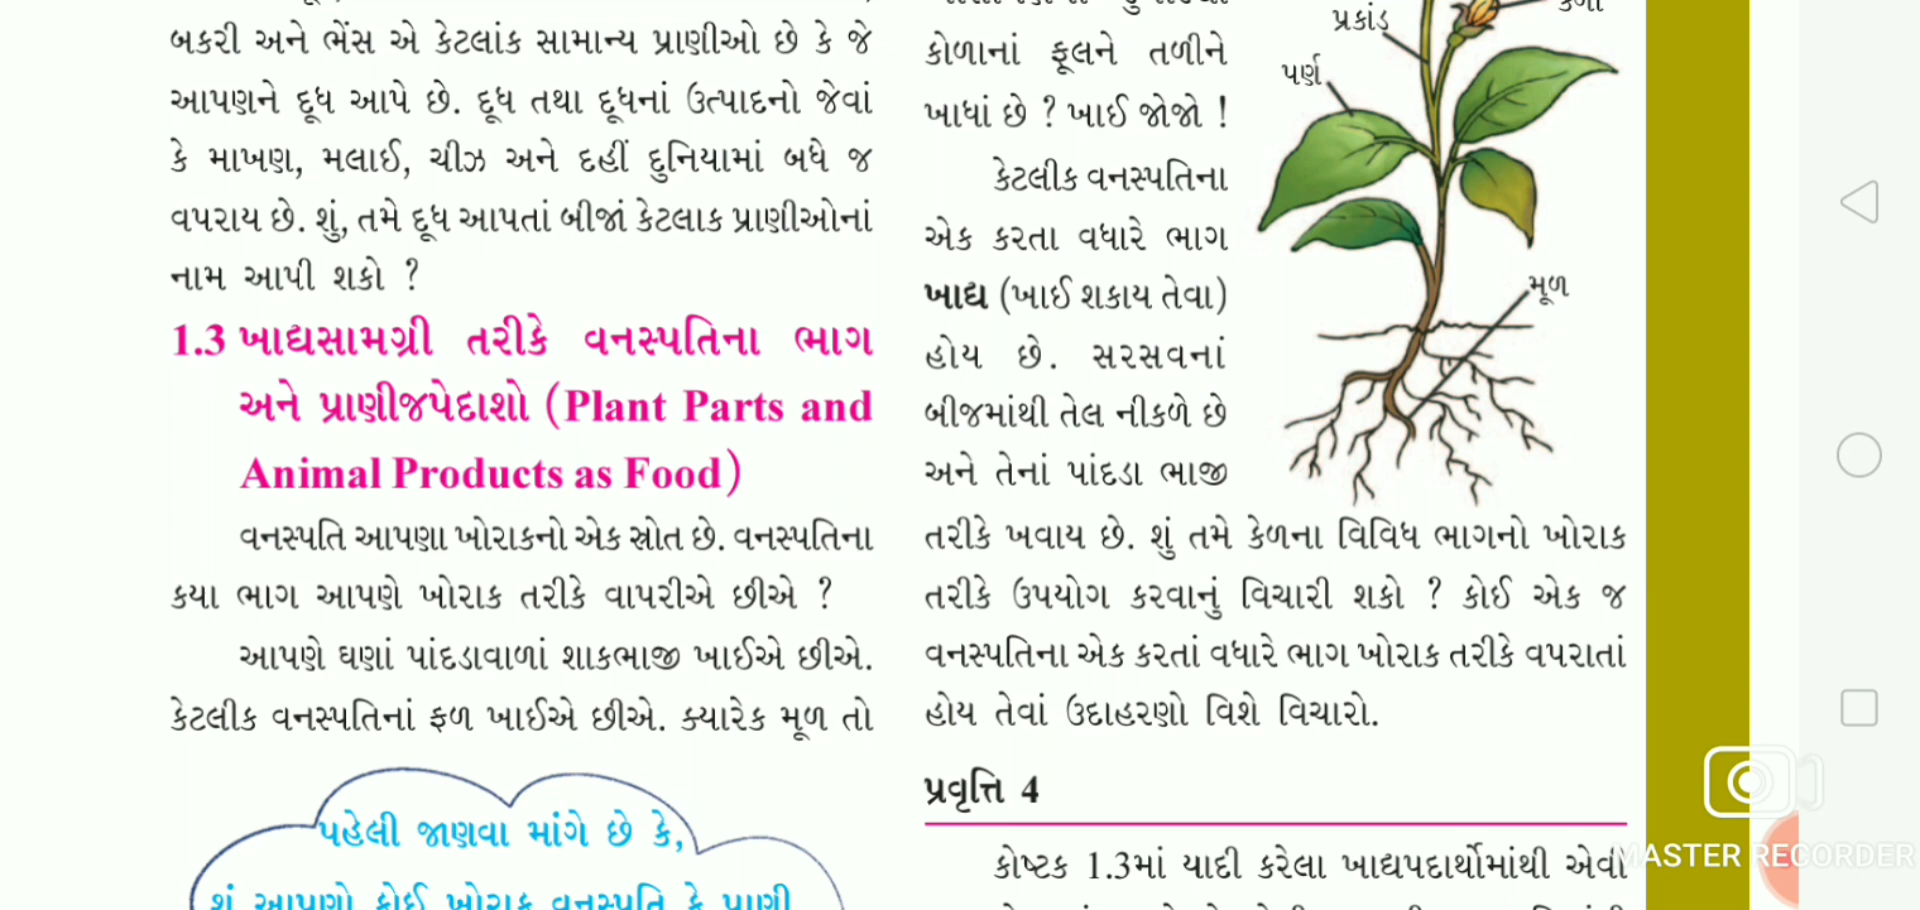 બકરી અને ભેંસ એ કેટલાંક સામાન્ય પ્રાણીઓ છે કે જે
આપણને દૂધ આપે છે. દૂધ તથા દૂધનાં ઉત્પાદનો જેવાં
કે માખણ, મલાઈ, ચીઝ અને દહીં દુનિયામાં બધે જ
વપરાય છે. શું, તમે દૂધ આપતાં બીજાં કેટલાક પ્રાણીઓનાં
નામ આપી શકો ?
1.3 ખાદ્યસામગ્રી તરીકે વનસ્પતિના ભાગ
અને પ્રાણીજપેદાશો (Plant Parts and
Animal Products as Food)
વનસ્પતિ આપણા ખોરાકનો એક સ્રોત છે. વનસ્પતિના
કયા ભાગ આપણે ખોરાક તરીકે વાપરીએ છીએ ?
આપણે ઘણાં પાંદડાવાળાં શાકભાજી ખાઈએ છીએ.
કેટલીક વનસ્પતિનાં ફળ ખાઈએ છીએ. ક્યારેક મૂળ તો
પહેલી જાણવા માંગે છે કે,
શું આપણો કોઈ ખોરાક વનસ્પતિ કે પ્રાણી
કોળાનાં ફૂલને તળીને
ખાધાં છે ? ખાઈ જોજો !
કેટલીક વનસ્પતિના
એક કરતા વધારે ભાગ
ખાદ્ય (ખાઈ શકાય તેવા)
હોય છે. સરસવનાં
બીજમાંથી તેલ નીકળે છે
અને તેનાં પાંદડા ભાજી
તરીકે ખવાય છે. શું તમે કેળના વિવિધ ભાગનો ખોરાક
તરીકે ઉપયોગ કરવાનું વિચારી શકો ? કોઈ એક જ
વનસ્પતિના એક કરતાં વધારે ભાગ ખોરાક તરીકે વપરાતાં
હોય તેવાં ઉદાહરણો વિશે વિચારો.
પ્રકાંડ
પર્ણ
મૂળ
પ્રવૃત્તિ 4
કોષ્ટક 1.3માં યાદી કરેલા ખાદ્યપદાર્થોમાંથી એવી
MASTER RECORDER